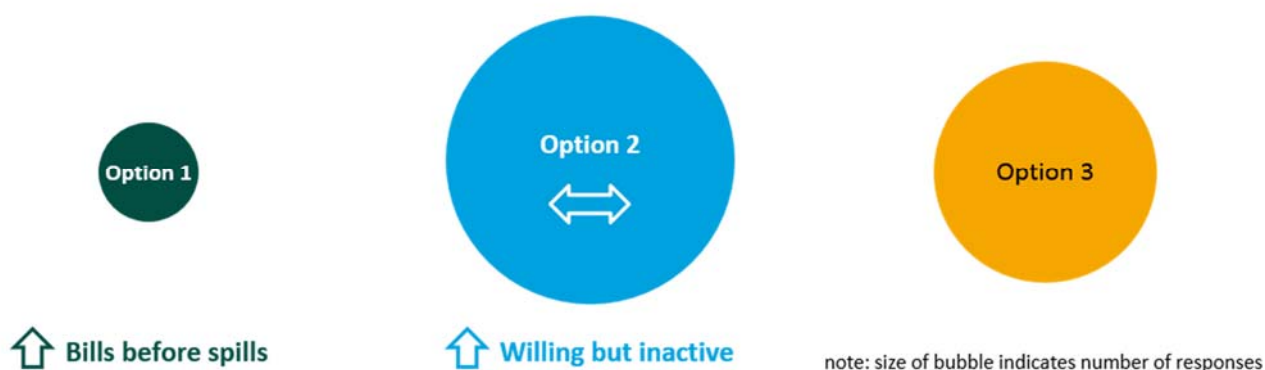 Option 1
Option 2
Option 3
Bills before spills
Willing but inactive
note: size of bubble indicates number of responses